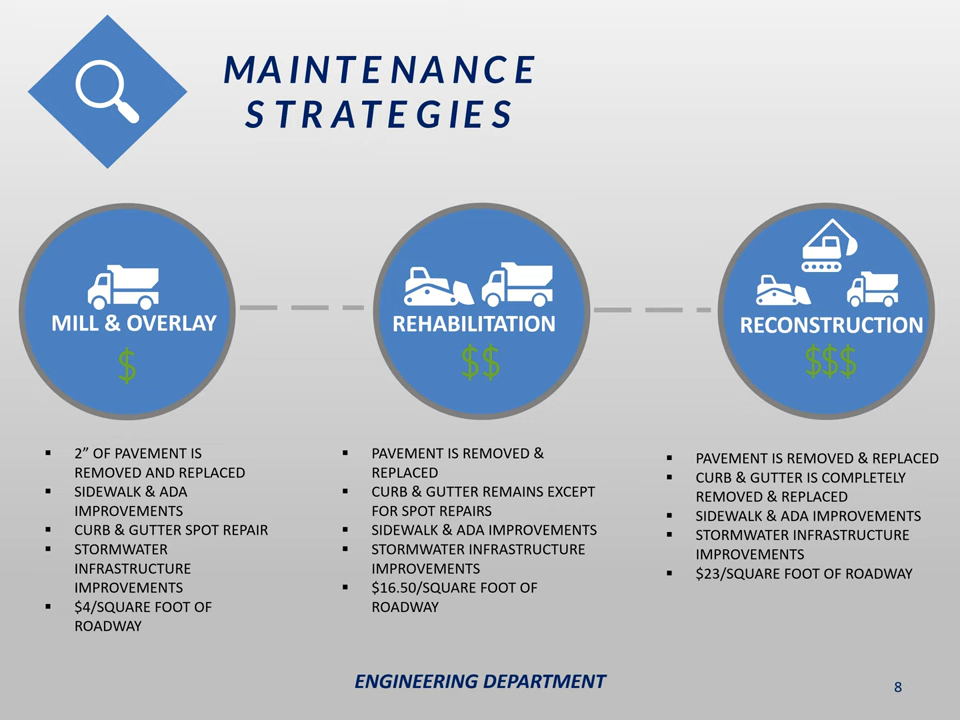 MAINTENANCE
STRATEGIES
MILL & OVERLAY
$
REHABILITATION
$$
RECONSTRUCTION
$$$
▪ 2” OF PAVEMENT IS
REMOVED AND REPLACED
▪ SIDEWALK & ADA
IMPROVEMENTS
▪ CURB & GUTTER SPOT REPAIR
▪ STORMWATER
INFRASTRUCTURE
IMPROVEMENTS
▪ $4/SQUARE FOOT OF
ROADWAY
▪ PAVEMENT IS REMOVED &
REPLACED
▪ CURB & GUTTER REMAINS EXCEPT
FOR SPOT REPAIRS
▪ SIDEWALK & ADA IMPROVEMENTS
▪ STORMWATER INFRASTRUCTURE
IMPROVEMENTS
▪ $16.50/SQUARE FOOT OF
ROADWAY
▪ PAVEMENT IS REMOVED & REPLACED
▪ CURB & GUTTER IS COMPLETELY
REMOVED & REPLACED
▪ SIDEWALK & ADA IMPROVEMENTS
▪ STORMWATER INFRASTRUCTURE
IMPROVEMENTS
▪ $23/SQUARE FOOT OF ROADWAY
ENGINEERING DEPARTMENT
8